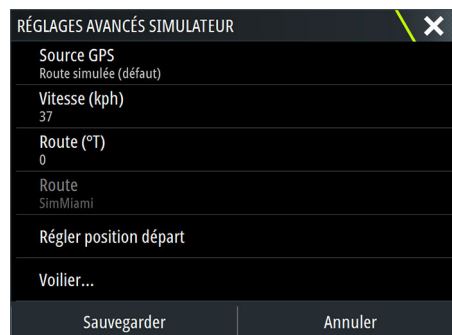 RÉGLAGES AVANCÉS SIMULATEUR
Source GPS
Route simulée (défaut)
Vitesse (kph)
37
Route (°T)
0
Route
SimMiami
Régler position départ
Voilier...
Sauvegarder
Annuler